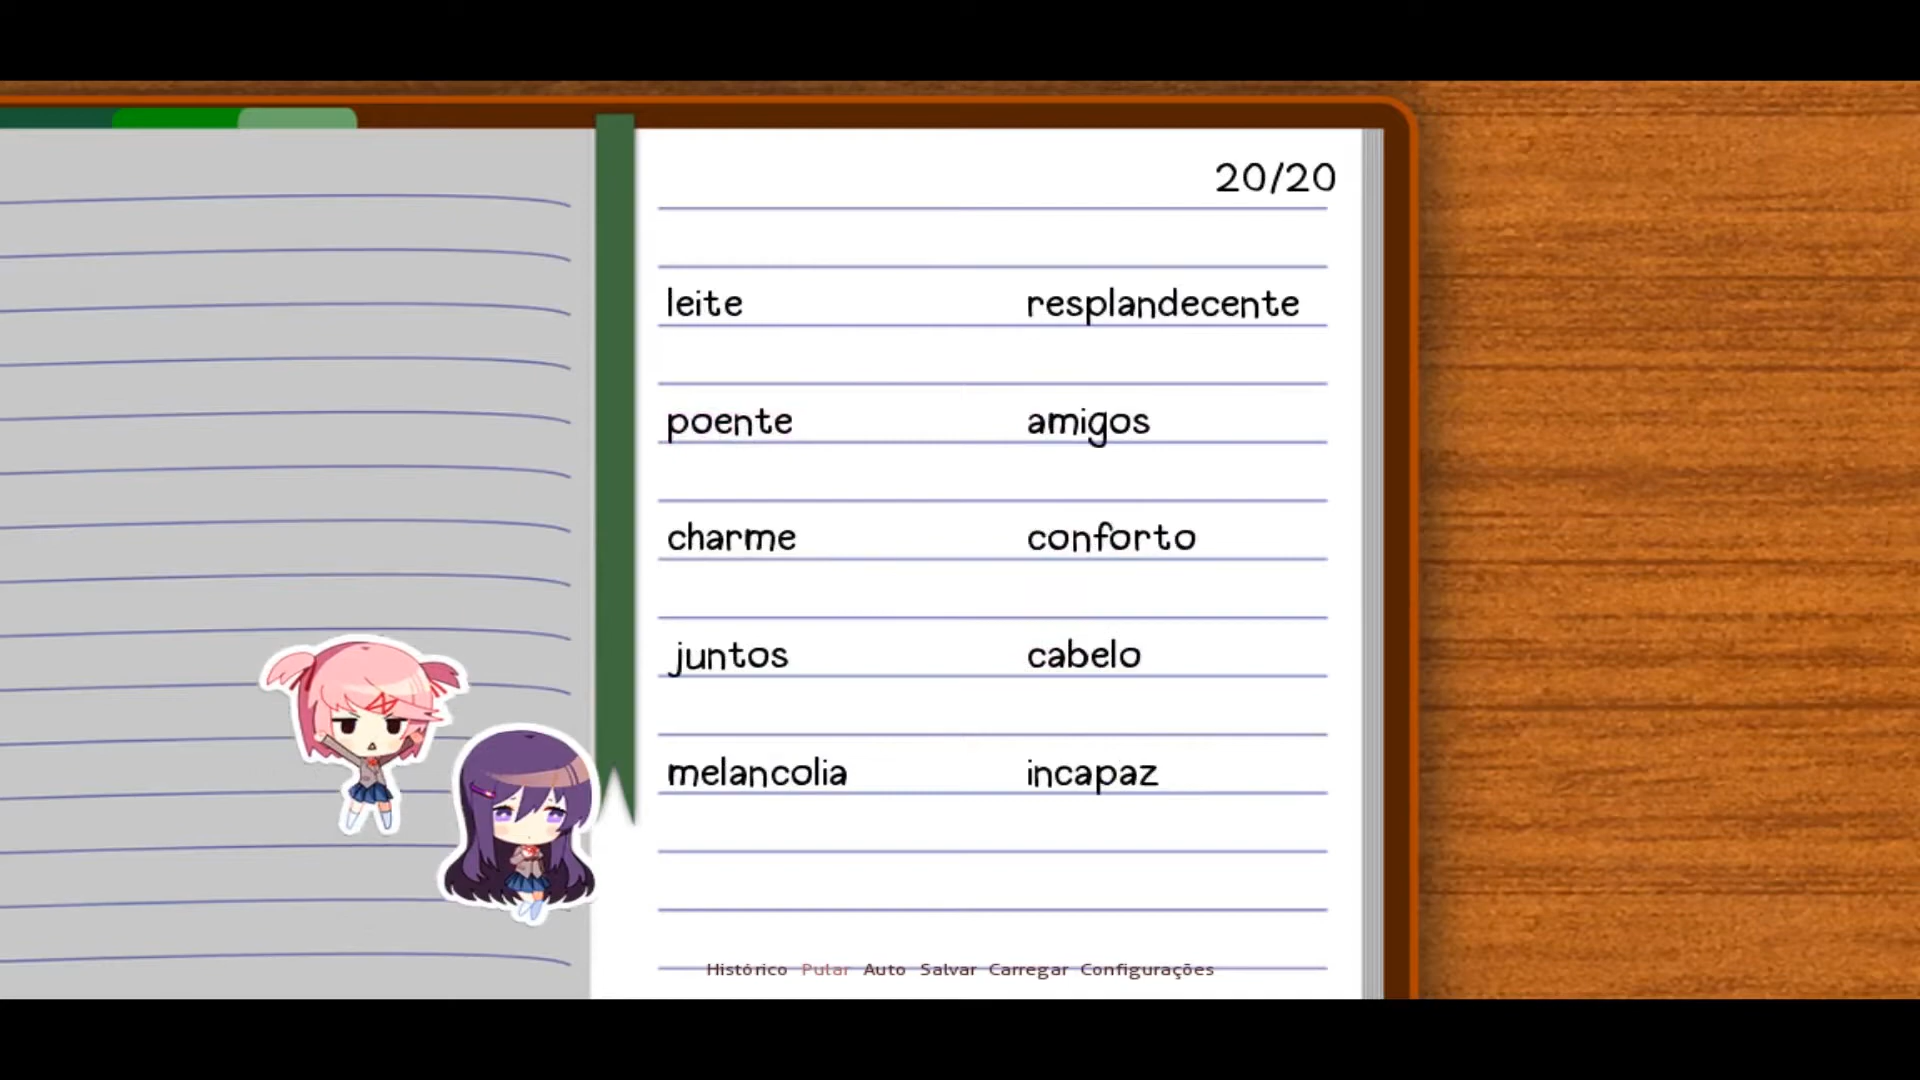 20/20
leite resplandecente
poente amigos
charme conforto
juntos cabelo
melancolia incapaz
Histórico Pular Auto Salvar Carregar Configurações